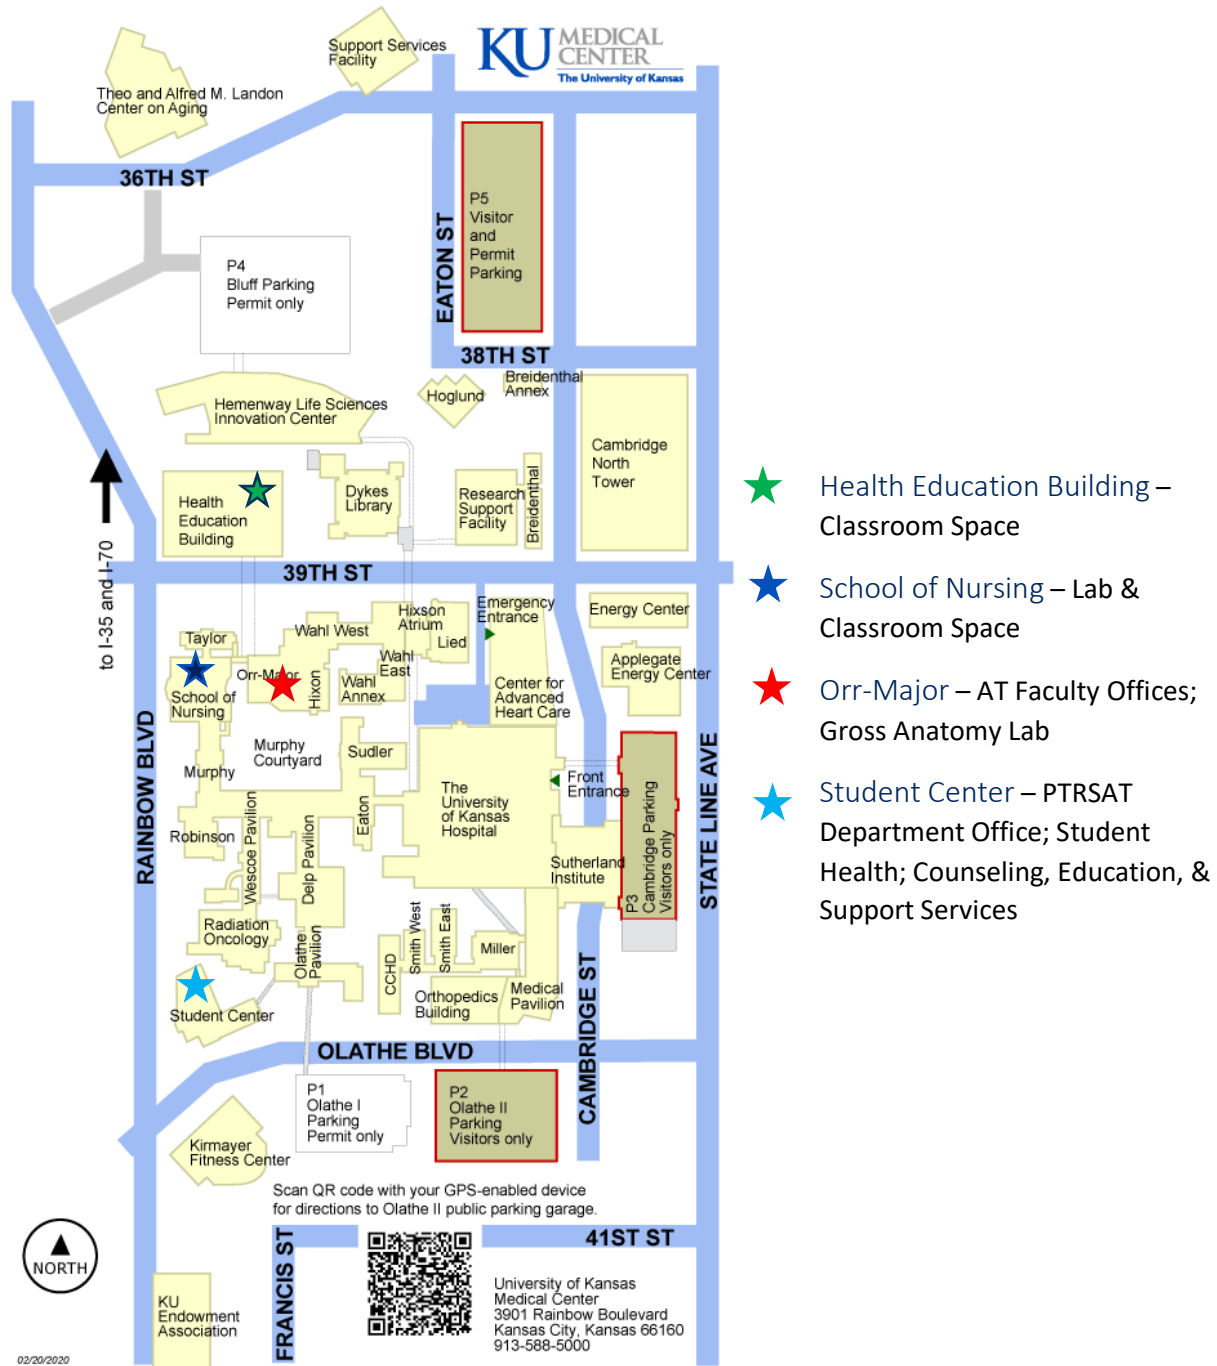 Support Services
Facility
KU MEDICAL
CENTER
The University of Kansas
Theo and Alfred M. Landon
Center on Aging
36TH ST
P5
Visitor
and
Permit
Parking
EATON ST
P4
Bluff Parking
Permit only
38TH ST
Breidenthal
Annex
Hoglund
Hemenway Life Sciences
Innovation Center
Cambridge
North
Tower
Health
Education
Building
Dykes
Library
Research
Support
Facility
Breidenthal
to I-35 and I-70
39TH ST
Emergency
Entrance
Energy Center
Hixson
Atrium
Wahl West
Lied
Taylor
Wahl
East
Applegate
Energy Center
Orr-Major
Hixon
Wahl
Annex
School of
Nursing
Center for
Advanced
Heart Care
RAINBOW BLVD
Murphy
Courtyard
Sudler
Murphy
Front
Entrance
STATE LINE AVE
The
University
of Kansas
Hospital
Eaton
Robinson
Wescoe Pavilion
Delp Pavilion
Sutherland
Institute
P3
Cambridge Parking
Visitors only
Radiation
Oncology
Olathe
Pavilion
Smith West
Smith East
Miller
CCHD
Orthopedics
Building
Medical
Pavilion
Student Center
CAMBRIDGE ST
OLATHE BLVD
P1
Olathe I
Parking
Permit only
P2
Olathe II
Parking
Visitors only
Kirmayer
Fitness Center
Scan QR code with your GPS-enabled device
for directions to Olathe II public parking garage.
NORTH
FRANCIS ST
41ST ST
KU
Endowment
Association
University of Kansas
Medical Center
3901 Rainbow Boulevard
Kansas City, Kansas 66160
913-588-5000
02/20/2020
Health Education Building –
Classroom Space
School of Nursing – Lab &
Classroom Space
Orr-Major – AT Faculty Offices;
Gross Anatomy Lab
Student Center – PTRSAT
Department Office; Student
Health; Counseling, Education, &
Support Services